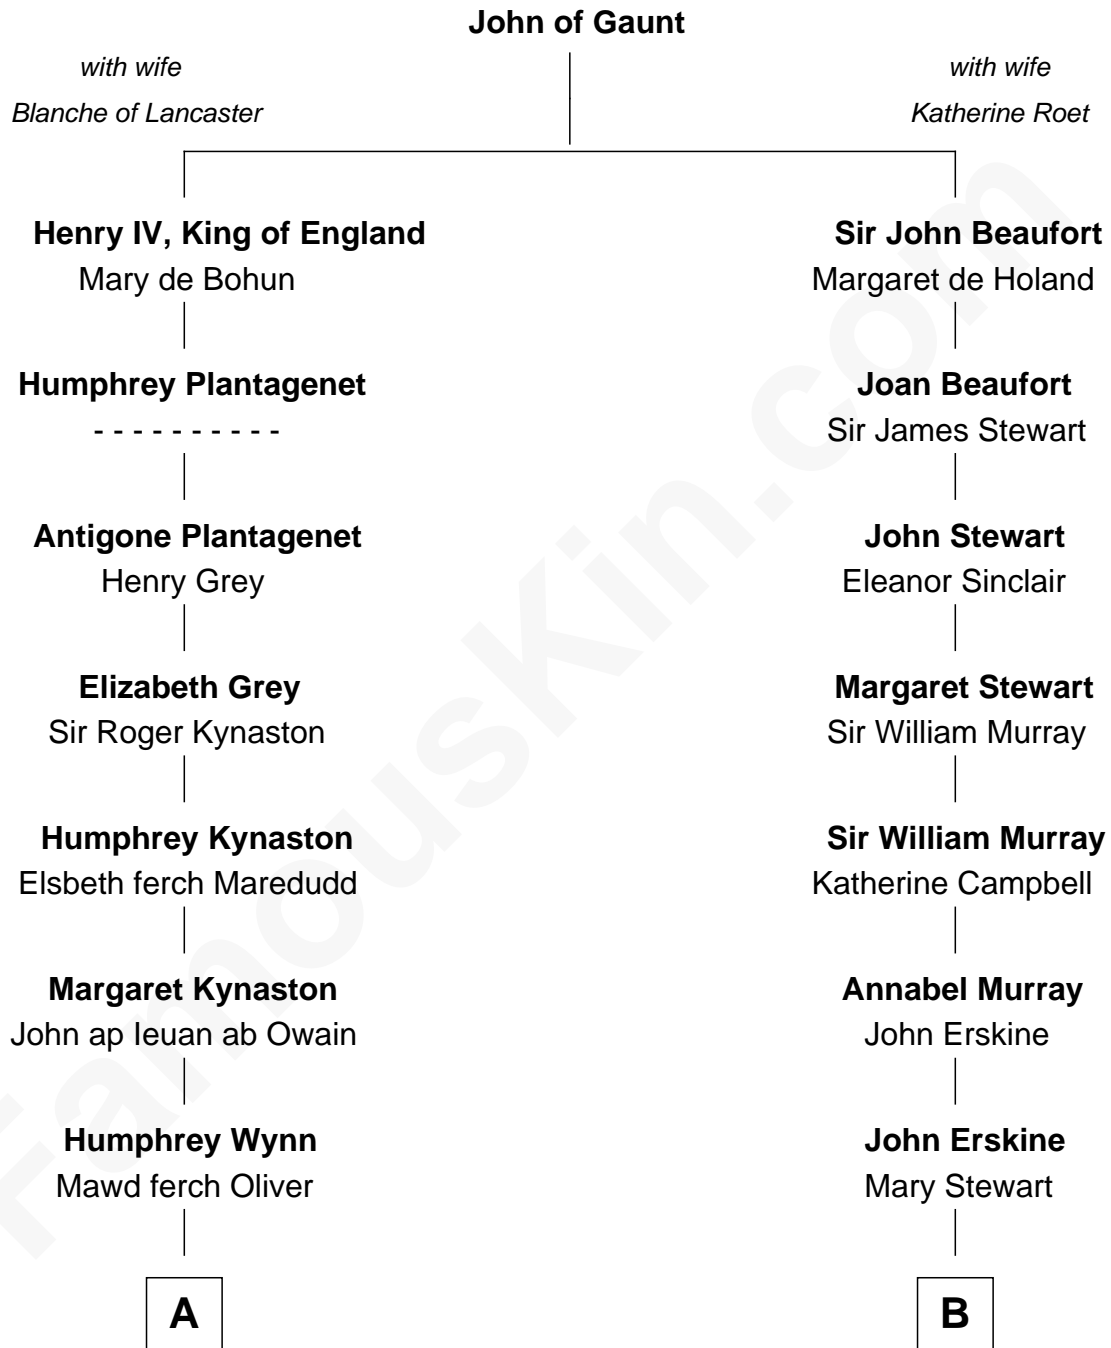 John of Gaunt
with wife
Blanche of Lancaster
with wife
Katherine Roet
Henry IV, King of England
Mary de Bohun
Sir John Beaufort
Margaret de Holand
Humphrey Plantagenet
- - - - - - - - - -
Joan Beaufort
Sir James Stewart
Antigone Plantagenet
Henry Grey
John Stewart
Eleanor Sinclair
Elizabeth Grey
Sir Roger Kynaston
Margaret Stewart
Sir William Murray
Humphrey Kynaston
Elsbeth ferch Maredudd
Sir William Murray
Katherine Campbell
Margaret Kynaston
John ap Ieuan ab Owain
Annabel Murray
John Erskine
Humphrey Wynn
Mawd ferch Oliver
John Erskine
Mary Stewart
A
B
FamousKin.com